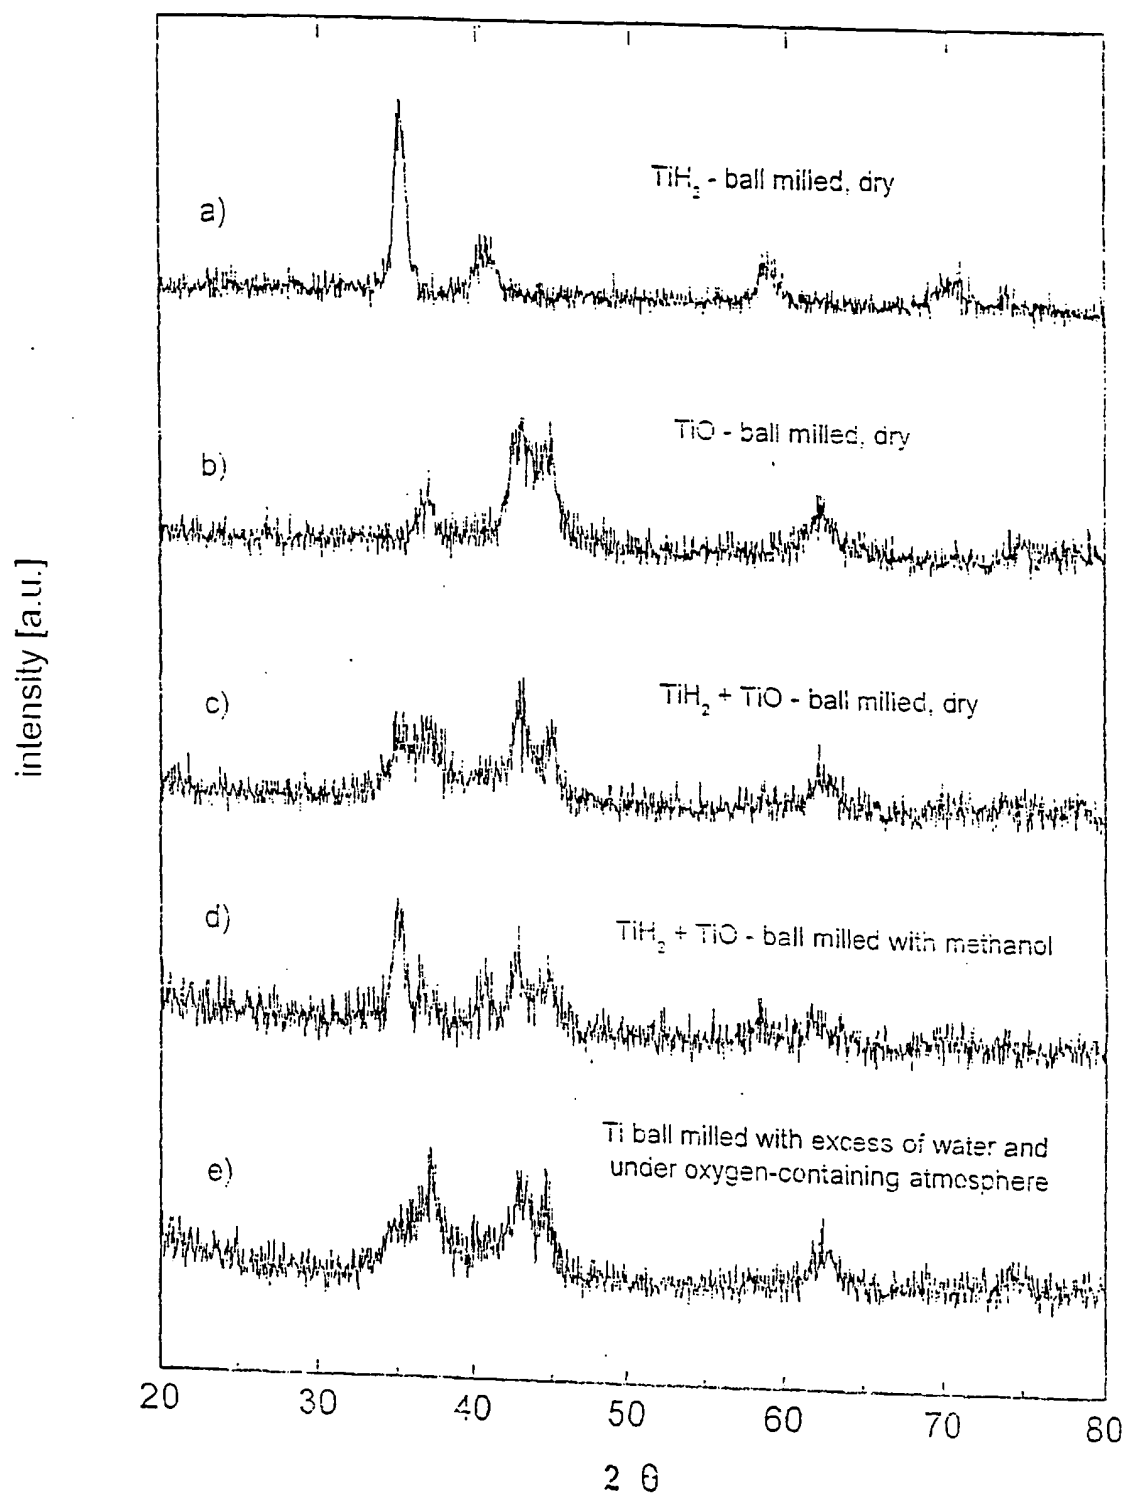 a)
TiH2 - ball milled, dry
b)
TiO - ball milled, dry
c)
TiH2 + TiO - ball milled, dry
d)
TiH2 + TiO - ball milled with methanol
e)
Ti ball milled with excess of water and
under oxygen-containing atmosphere
intensity [a.u.]
20 30 40 50 60 70 80
2 θ